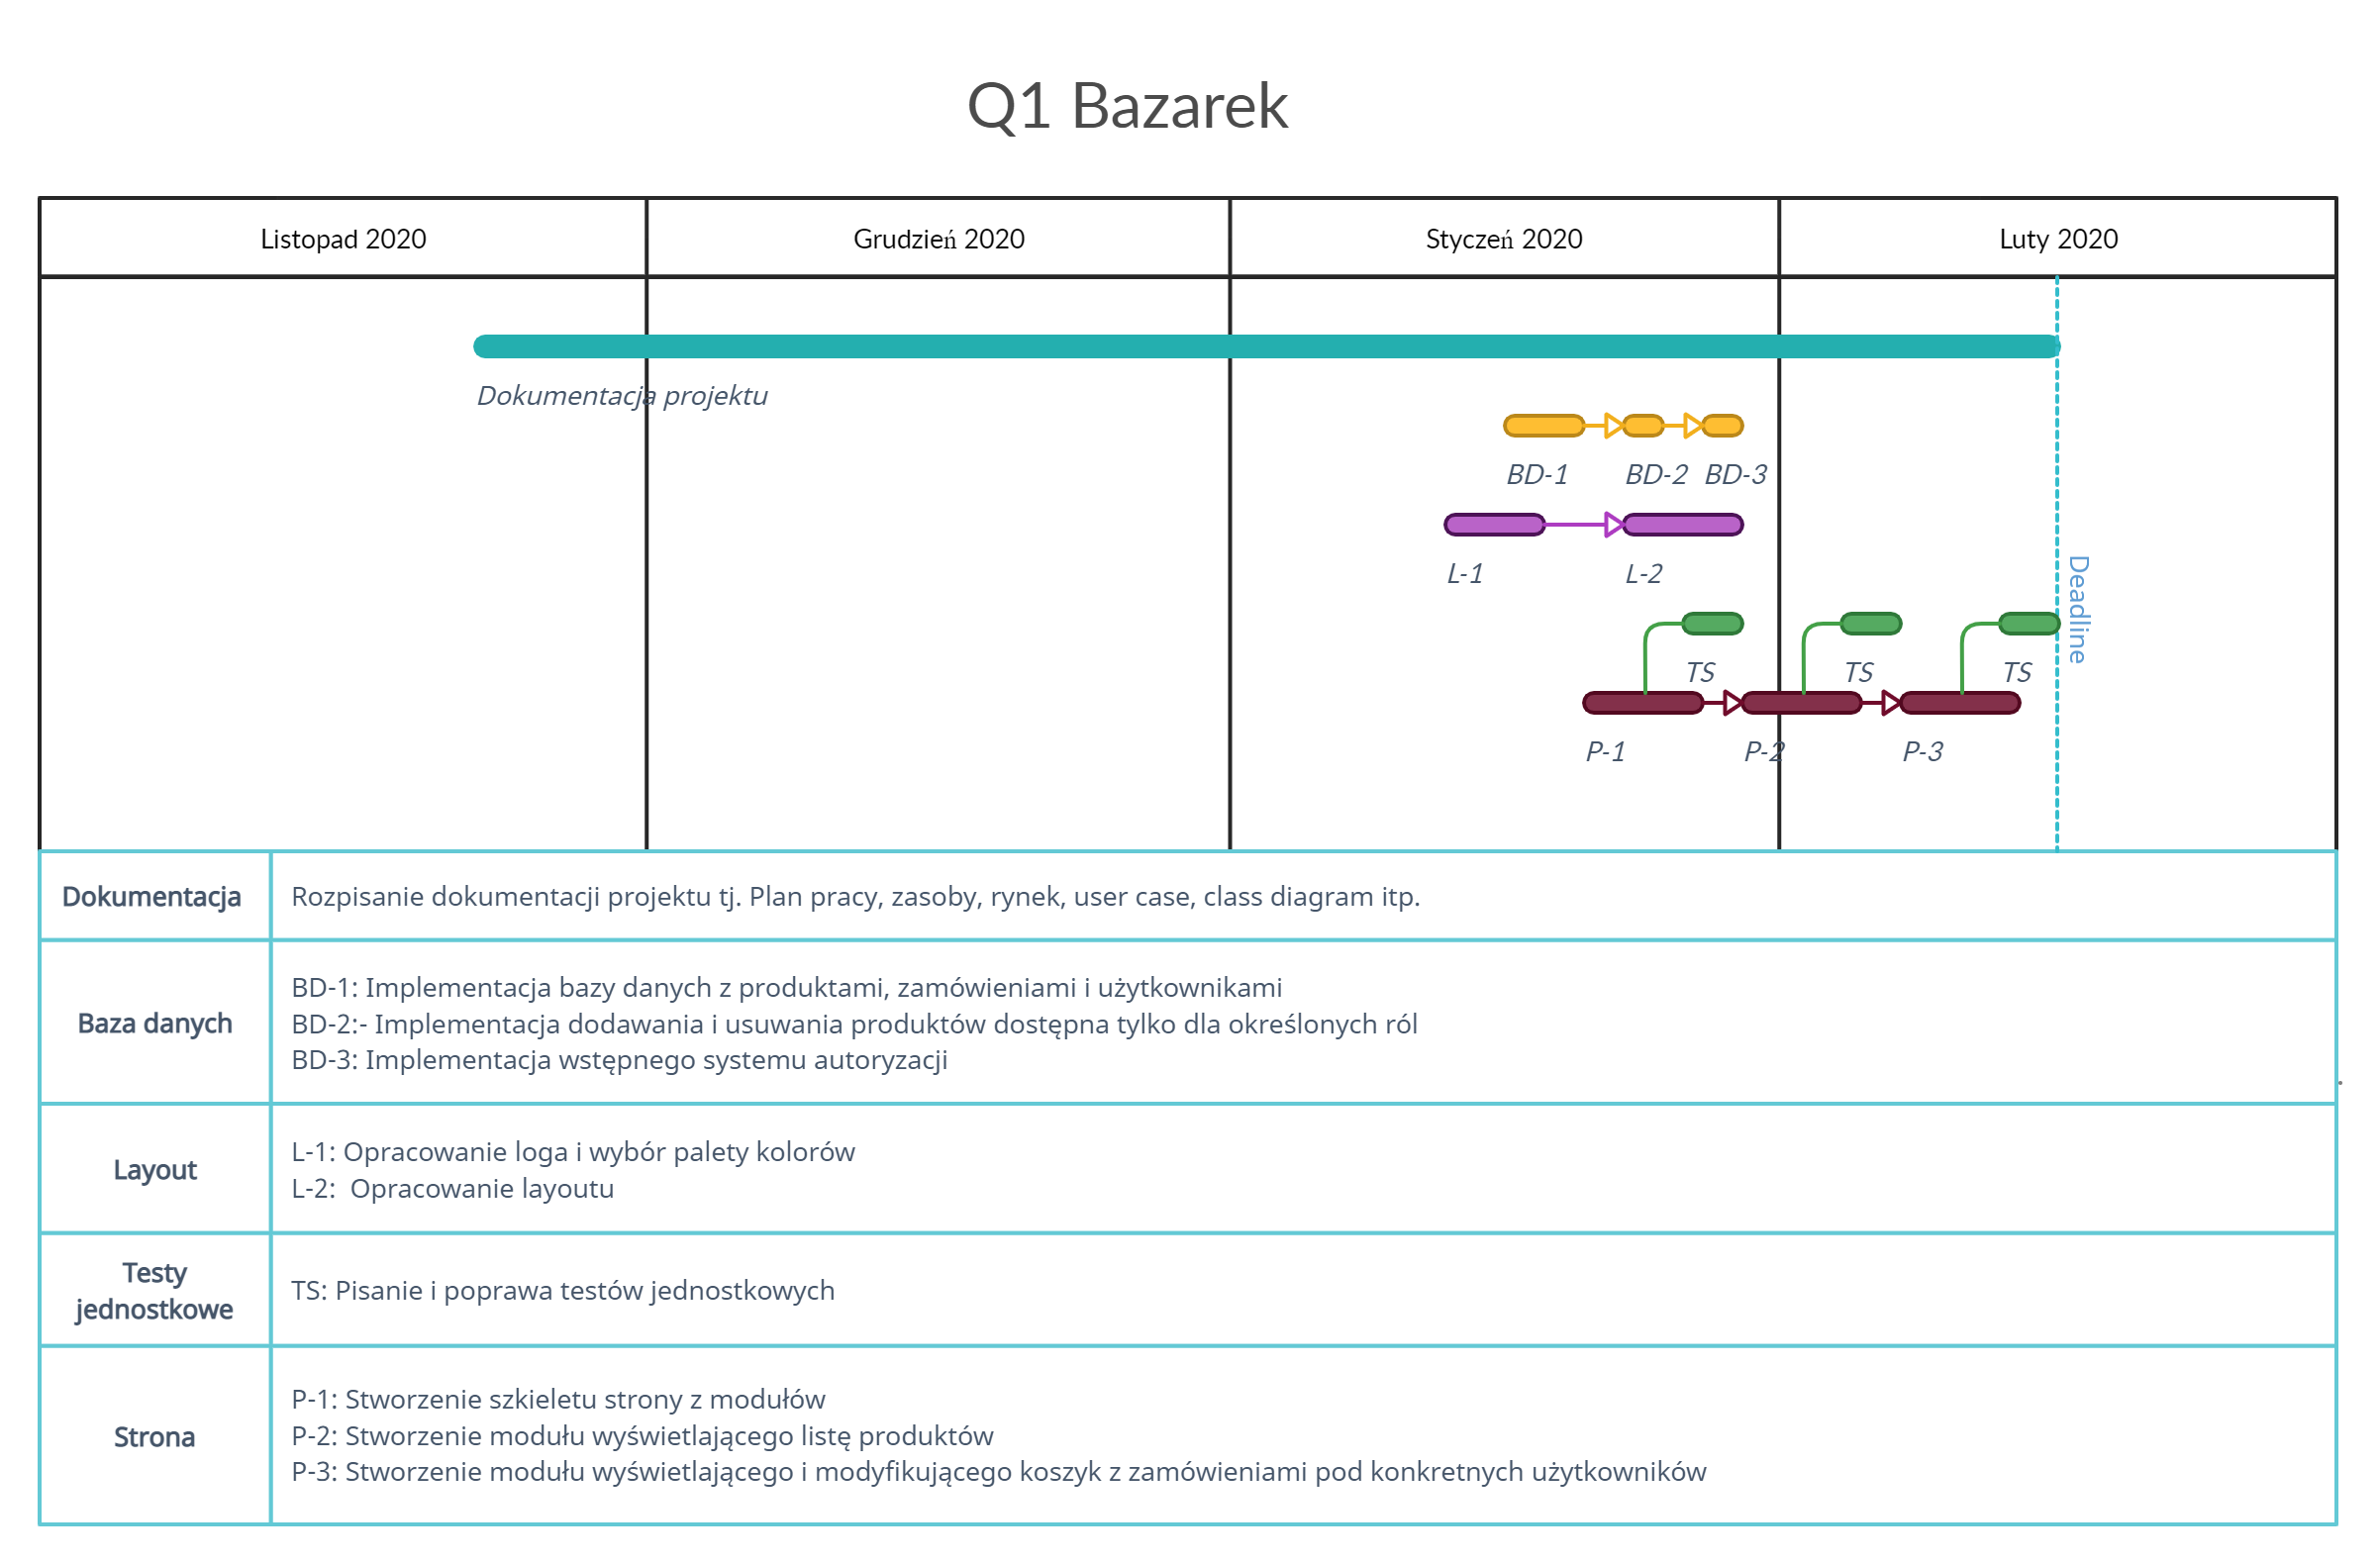 Q1 Bazarek
Listopad 2020
Grudzień 2020
Styczeń 2020
Luty 2020
Dokumentacja projektu
BD-1
BD-2
BD-3
L-1
L-2
Deadline
TS
TS
TS
P-1
P-2
P-3
Dokumentacja
Rozpisanie dokumentacji projektu tj. Plan pracy, zasoby, rynek, user case, class diagram itp.
Baza danych
BD-1: Implementacja bazy danych z produktami, zamówieniami i użytkownikami
BD-2:- Implementacja dodawania i usuwania produktów dostępna tylko dla określonych ról
BD-3: Implementacja wstępnego systemu autoryzacji
Layout
L-1: Opracowanie loga i wybór palety kolorów
L-2:  Opracowanie layoutu
Testy
jednostkowe
TS: Pisanie i poprawa testów jednostkowych
Strona
P-1: Stworzenie szkieletu strony z modułów
P-2: Stworzenie modułu wyświetlającego listę produktów
P-3: Stworzenie modułu wyświetlającego i modyfikującego koszyk z zamówieniami pod konkretnych użytkowników